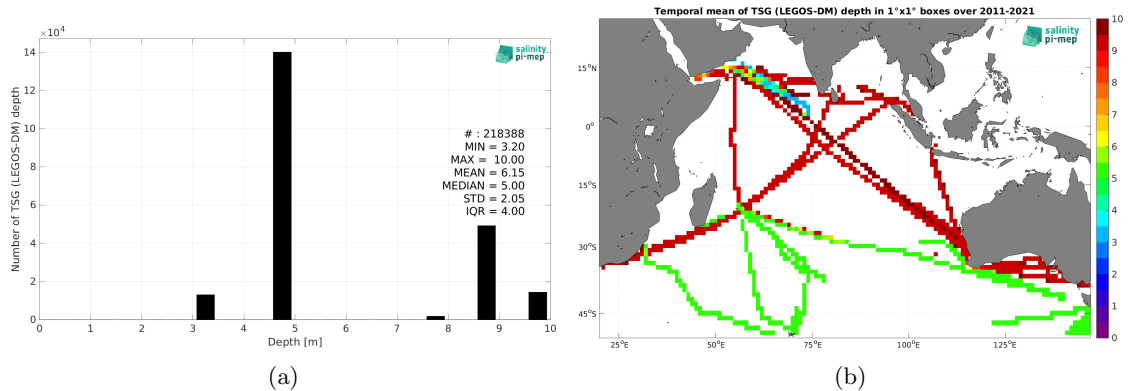 ×10⁴
14
12
10
8
6
4
2
0
0 1 2 3 4 5 6 7 8 9 10
Number of TSG (LEGOS-DM) depth
Depth [m]
salinity
pi-mep
# : 218388
MIN = 3.20
MAX = 10.00
MEAN = 6.15
MEDIAN = 5.00
STD = 2.05
IQR = 4.00
(a)
Temporal mean of TSG (LEGOS-DM) depth in 1°x1° boxes over 2011-2021
salinity
pi-mep
15°N
0°
15°S
30°S
45°S
25°E 50°E 75°E 100°E 125°E
10
9
8
7
6
5
4
3
2
1
0
(b)